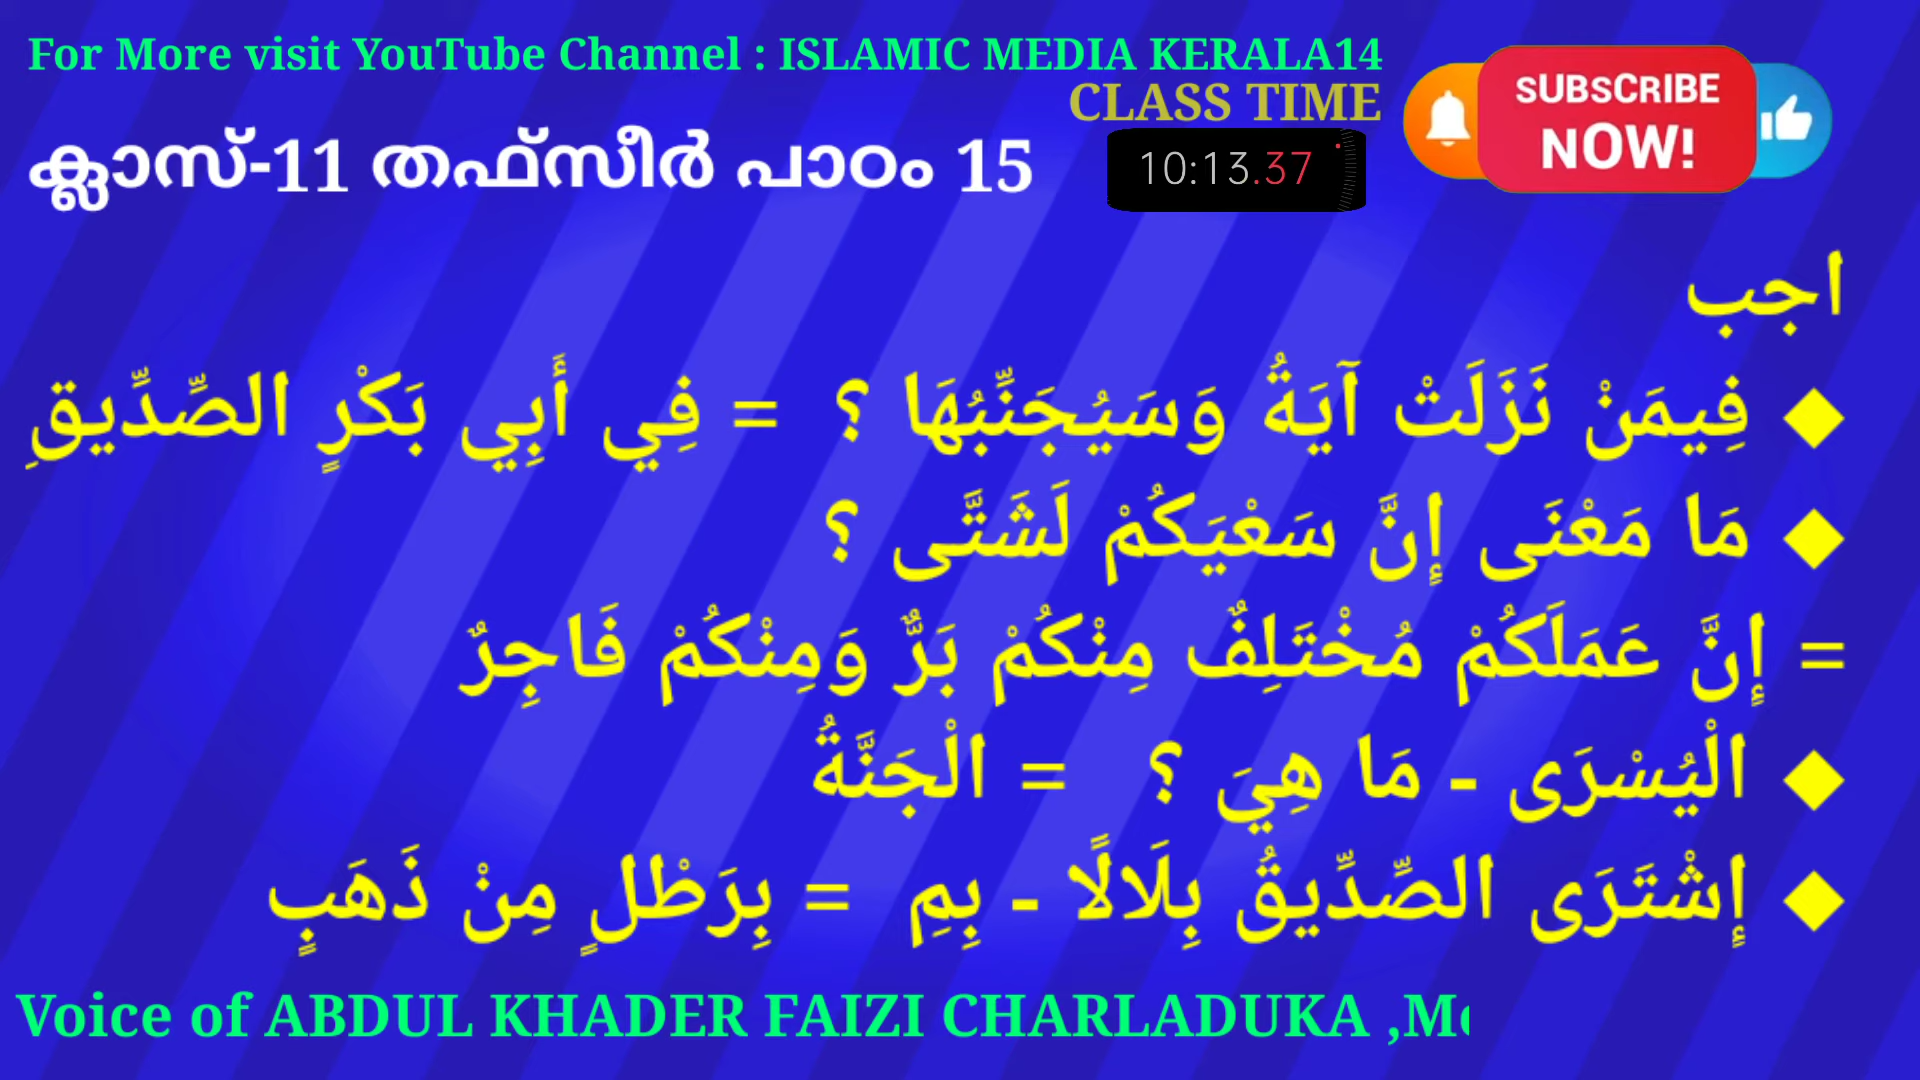 For More visit YouTube Channel : ISLAMIC MEDIA KERALA14
CLASS TIME
SUBSCRIBE
NOW!
ക്ലാസ്-11 തഫ്സീർ പാഠം 15
10:13.37
اجب
◆ فِيمَنْ نَزَلَتْ آيَةُ وَسَيُجَنِّبُهَا ؟ = فِي أَبِي بَكْرٍ الصِّدِّيقِ
◆ مَا مَعْنَى إِنَّ سَعْيَكُمْ لَشَتَّى ؟
= إِنَّ عَمَلَكُمْ مُخْتَلِفٌ مِنْكُمْ بَرٌّ وَمِنْكُمْ فَاجِرٌ
◆ الْيُسْرَى - مَا هِيَ ؟ = الْجَنَّةُ
◆ إِشْتَرَى الصِّدِّيقُ بِلَالًا - بِمِ = بِرَطْلٍ مِنْ ذَهَبٍ
Voice of ABDUL KHADER FAIZI CHARLADUKA ,M